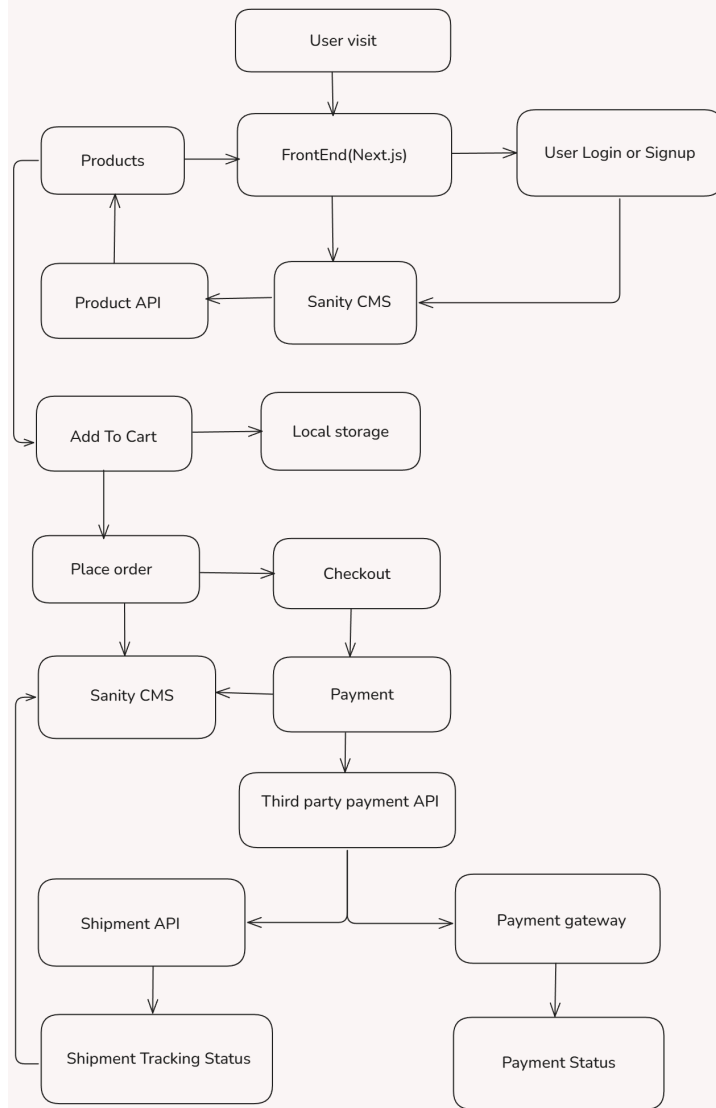 User visit
Products
FrontEnd(Next.js)
User Login or Signup
Product API
Sanity CMS
Add To Cart
Local storage
Place order
Checkout
Sanity CMS
Payment
Third party payment API
Shipment API
Payment gateway
Shipment Tracking Status
Payment Status